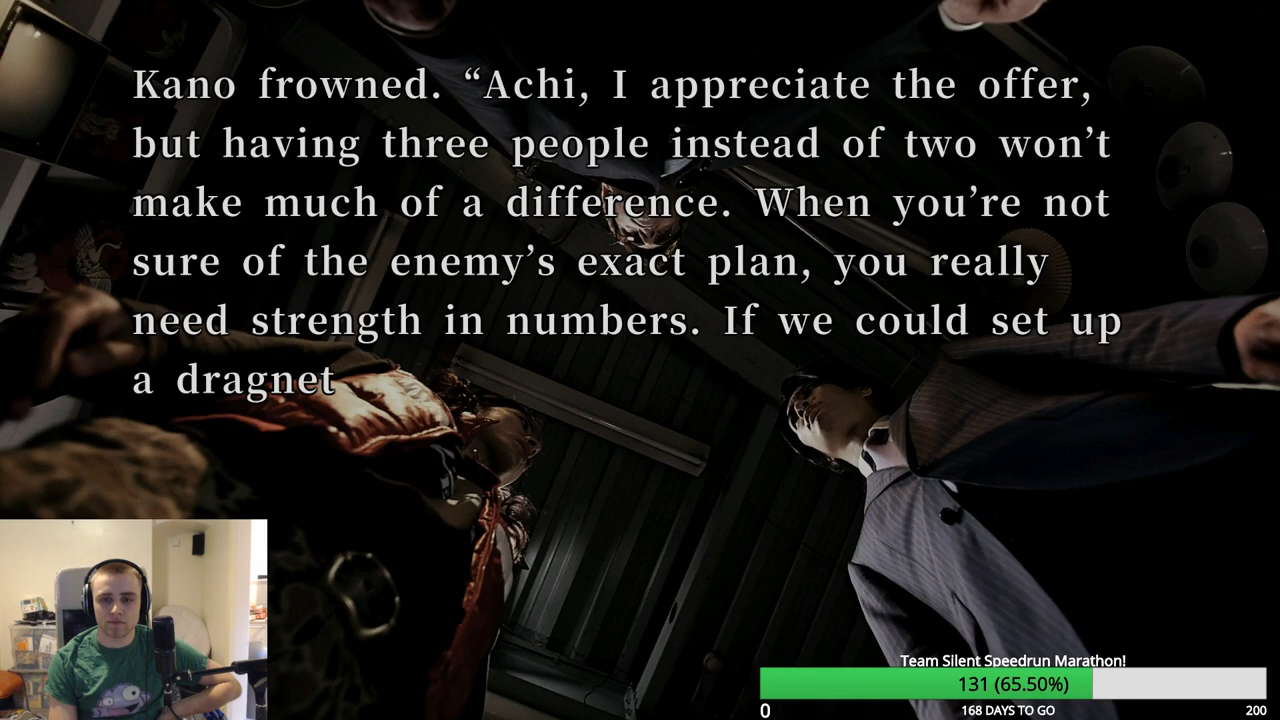 Kano frowned. “Achi, I appreciate the offer,
but having three people instead of two won’t
make much of a difference. When you’re not
sure of the enemy’s exact plan, you really
need strength in numbers. If we could set up
a dragnet
Team Silent Speedrun Marathon!
131 (65.50%)
0 168 DAYS TO GO 200